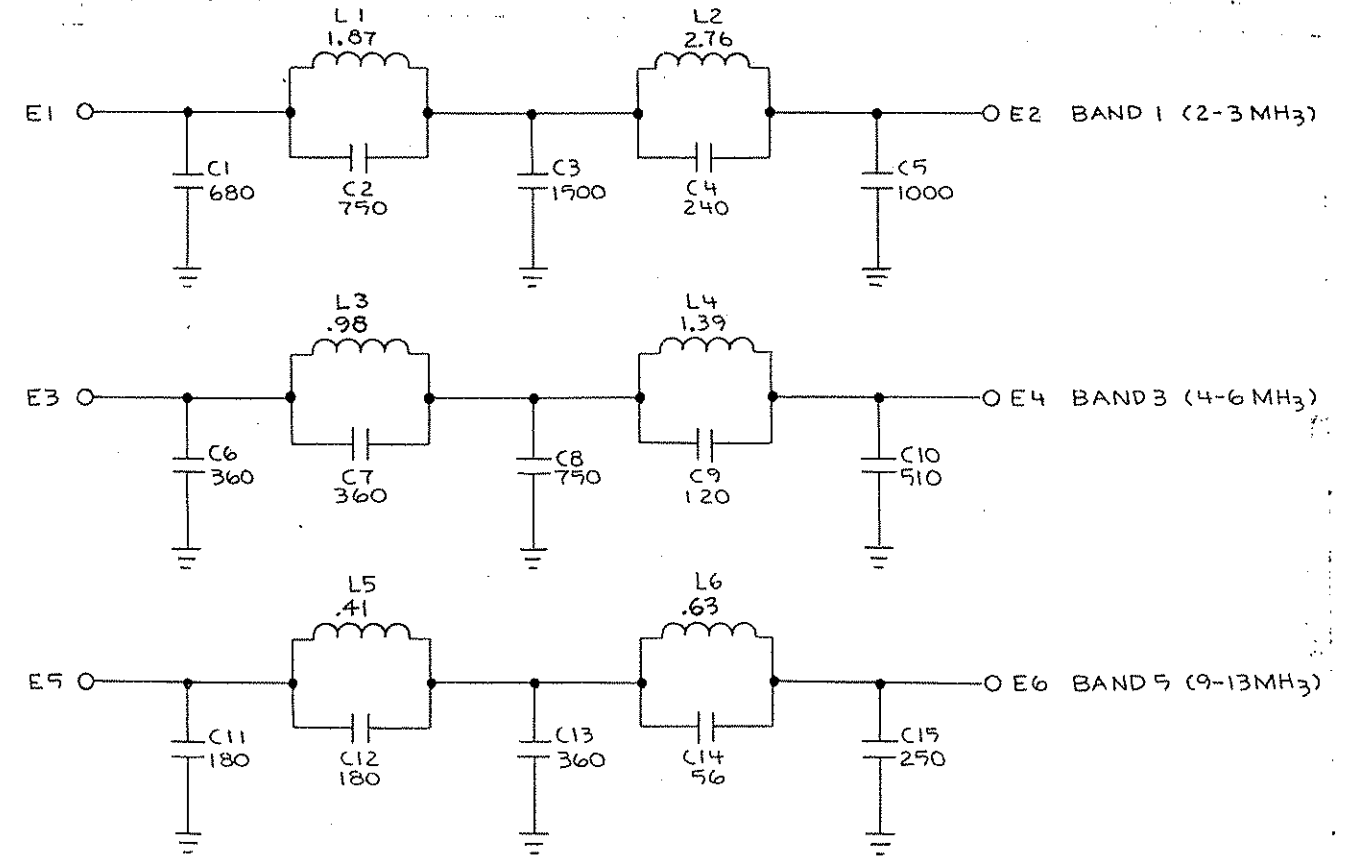 L1
1.87
L2
2.76
E1
E2 BAND 1 (2-3 MHz)
C1
680
C2
750
C3
1500
C4
240
C5
1000
L3
.98
L4
1.39
E3
E4 BAND 3 (4-6 MHz)
C6
360
C7
360
C8
750
C9
120
C10
510
L5
.41
L6
.63
E5
E6 BAND 5 (9-13MHz)
C11
180
C12
180
C13
360
C14
56
C15
250